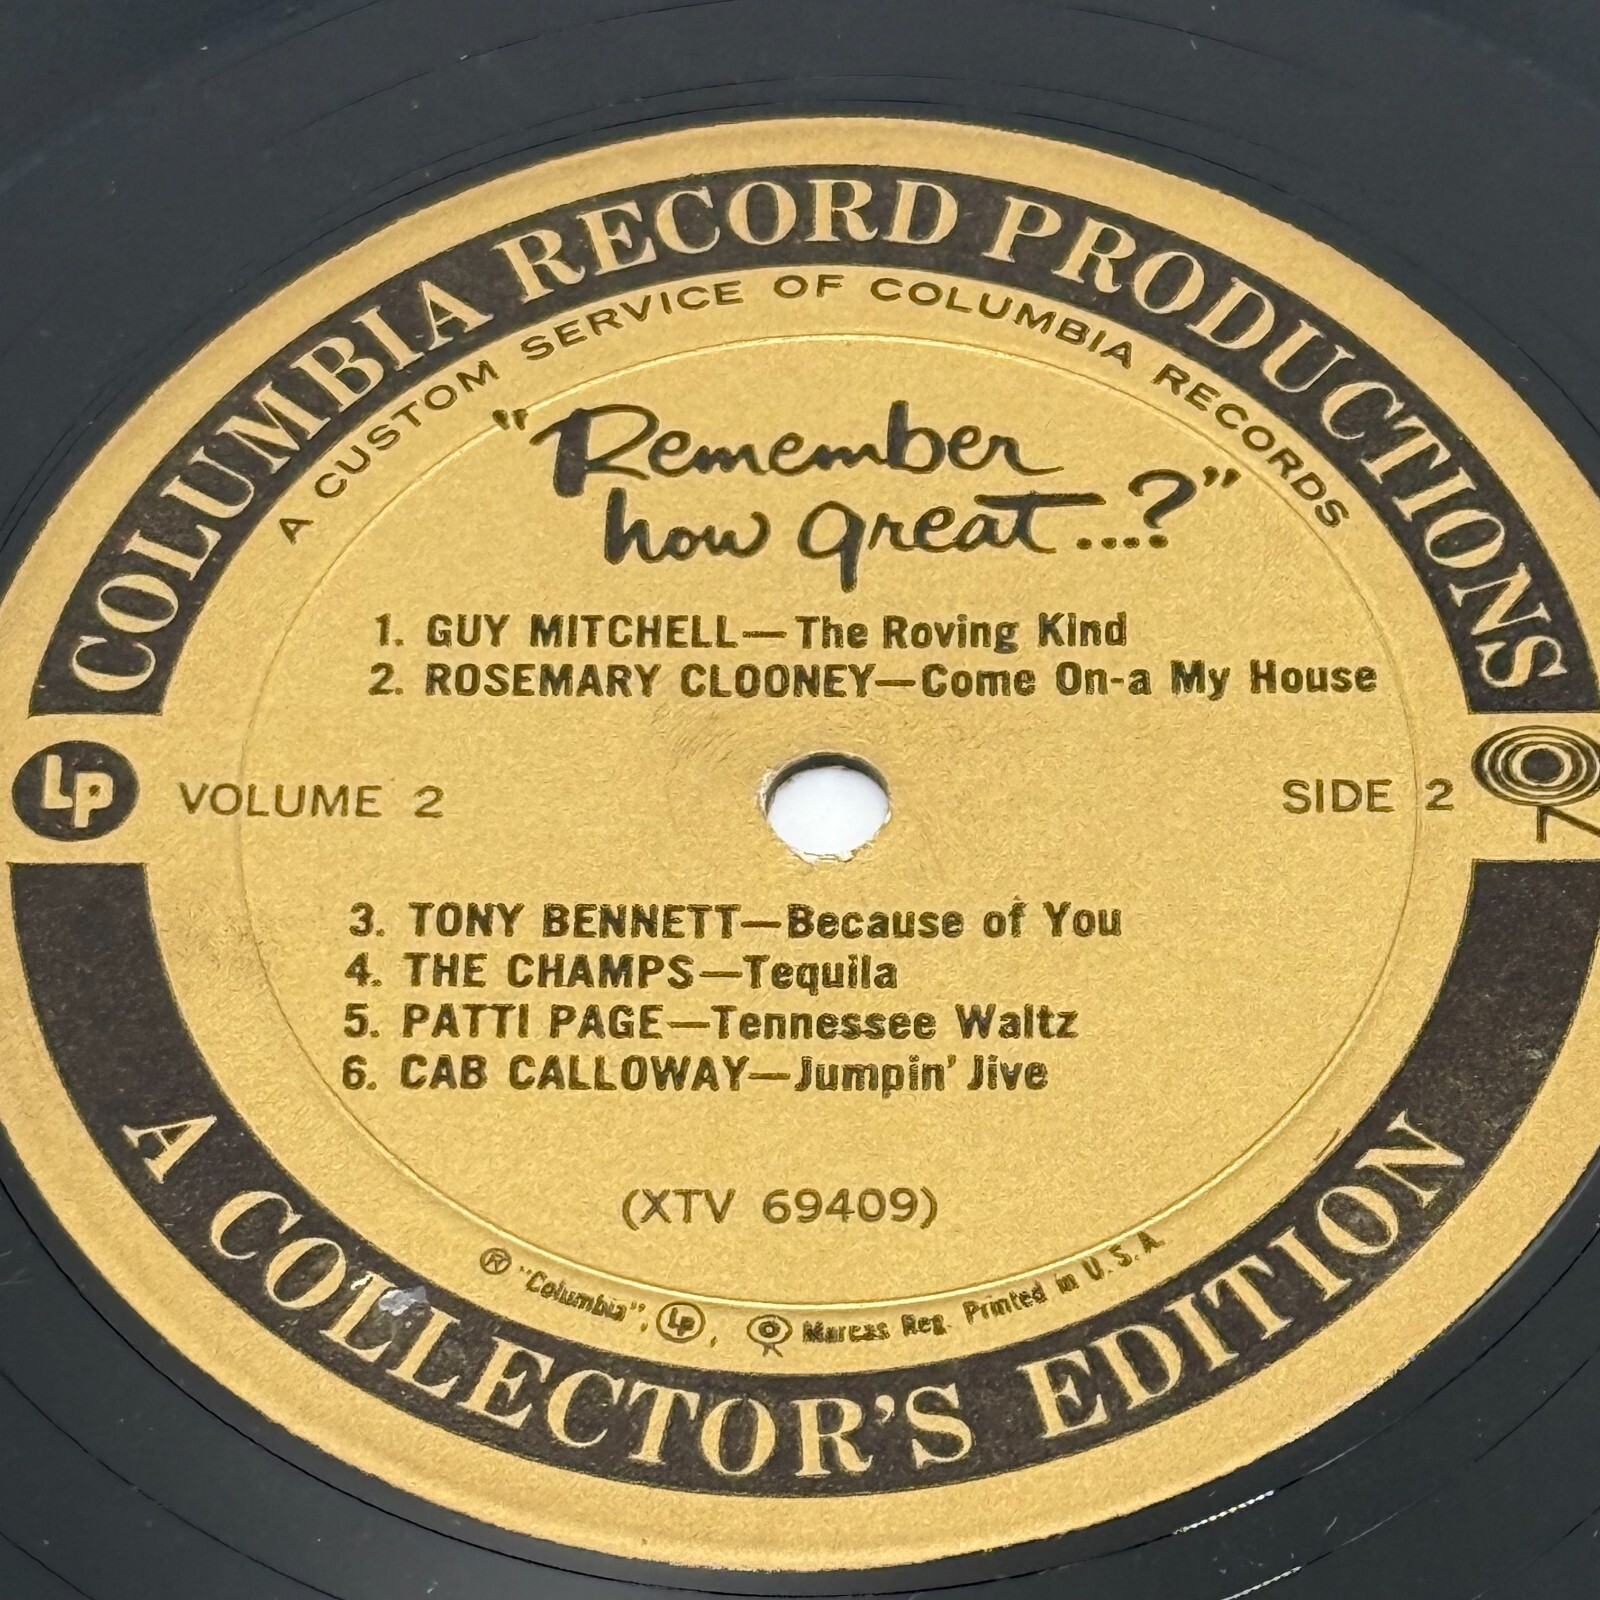 COLUMBIA RECORD PRODUCTIONS
A CUSTOM SERVICE OF COLUMBIA RECORDS
"Remember
how great...?"
1. GUY MITCHELL—The Roving Kind
2. ROSEMARY CLOONEY—Come On-a My House
Lp
VOLUME 2
SIDE 2
3. TONY BENNETT—Because of You
4. THE CHAMPS—Tequila
5. PATTI PAGE—Tennessee Waltz
6. CAB CALLOWAY—Jumpin' Jive
(XTV 69409)
® "Columbia", Lp, Marcas Reg. Printed in U.S.A.
A COLLECTOR'S EDITION